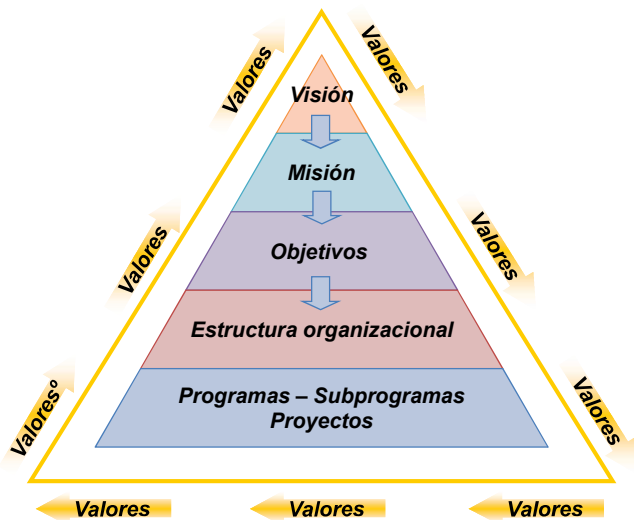 Valores
Valores
Visión
Misión
Valores
Valores
Objetivos
Estructura organizacional
Valoresº
Valores
Programas – Subprogramas
Proyectos
Valores
Valores
Valores